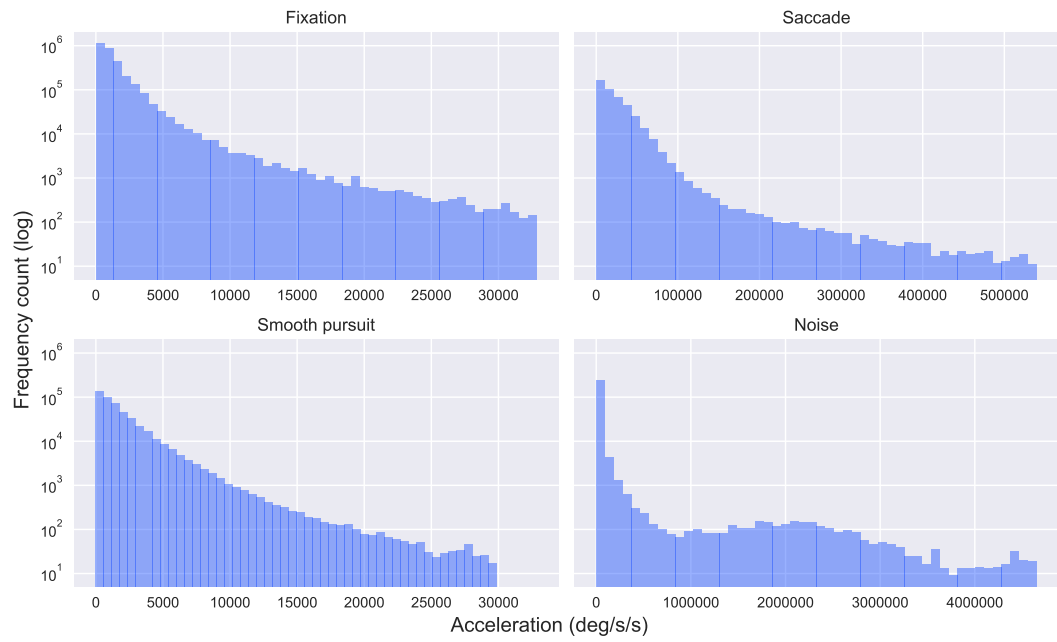 Fixation
Saccade
10^6
10^5
10^4
10^3
10^2
10^1
0 5000 10000 15000 20000 25000 30000
0 100000 200000 300000 400000 500000
Frequency count (log)
Smooth pursuit
Noise
10^6
10^5
10^4
10^3
10^2
10^1
0 5000 10000 15000 20000 25000 30000
0 1000000 2000000 3000000 4000000
Acceleration (deg/s/s)